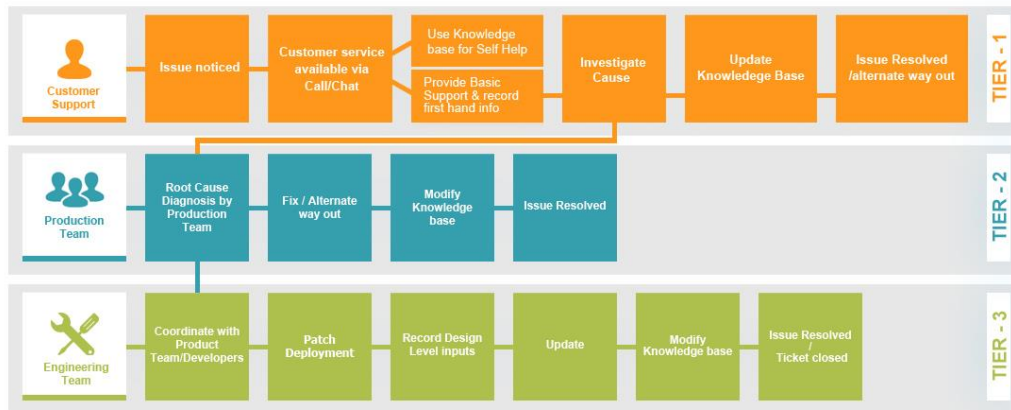 Customer
Support
Issue noticed
Customer service
available via
Call/Chat
Use Knowledge
base for Self Help
Provide Basic
Support & record
first hand info
Investigate
Cause
Update
Knowledege Base
Issue Resolved
/alternate way out
TIER - 1
Production
Team
Root Cause
Diagnosis by
Production
Team
Fix / Alternate
way out
Modify
Knowledge
base
Issue Resolved
TIER - 2
Engineering
Team
Coordinate with
Product
Team/Developers
Patch
Deployment
Record Design
Level inputs
Update
Modify
Knowledge base
Issue Resolved
/
Ticket closed
TIER - 3